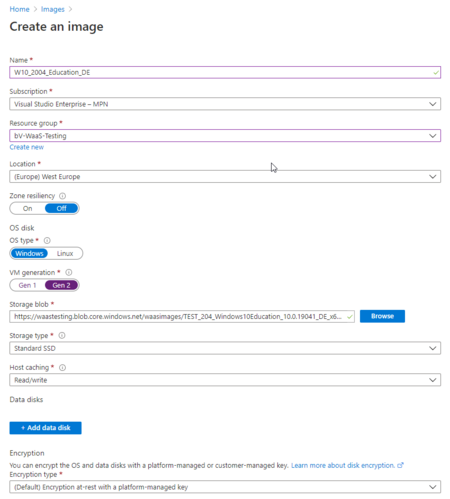 Home > Images >
Create an image
Name *
W10_2004_Education_DE
Subscription *
Visual Studio Enterprise – MPN
Resource group *
bV-WaaS-Testing
Create new
Location *
(Europe) West Europe
Zone resiliency
On Off
OS disk
OS type *
Windows Linux
VM generation *
Gen 1 Gen 2
Storage blob *
https://waastesting.blob.core.windows.net/waasimages/TEST_204_Windows10Education_10.0.19041_DE_x6...
Browse
Storage type *
Standard SSD
Host caching *
Read/write
Data disks
+ Add data disk
Encryption
You can encrypt the OS and data disks with a platform-managed or customer-managed key. Learn more about disk encryption.
Encryption type *
(Default) Encryption at-rest with a platform-managed key